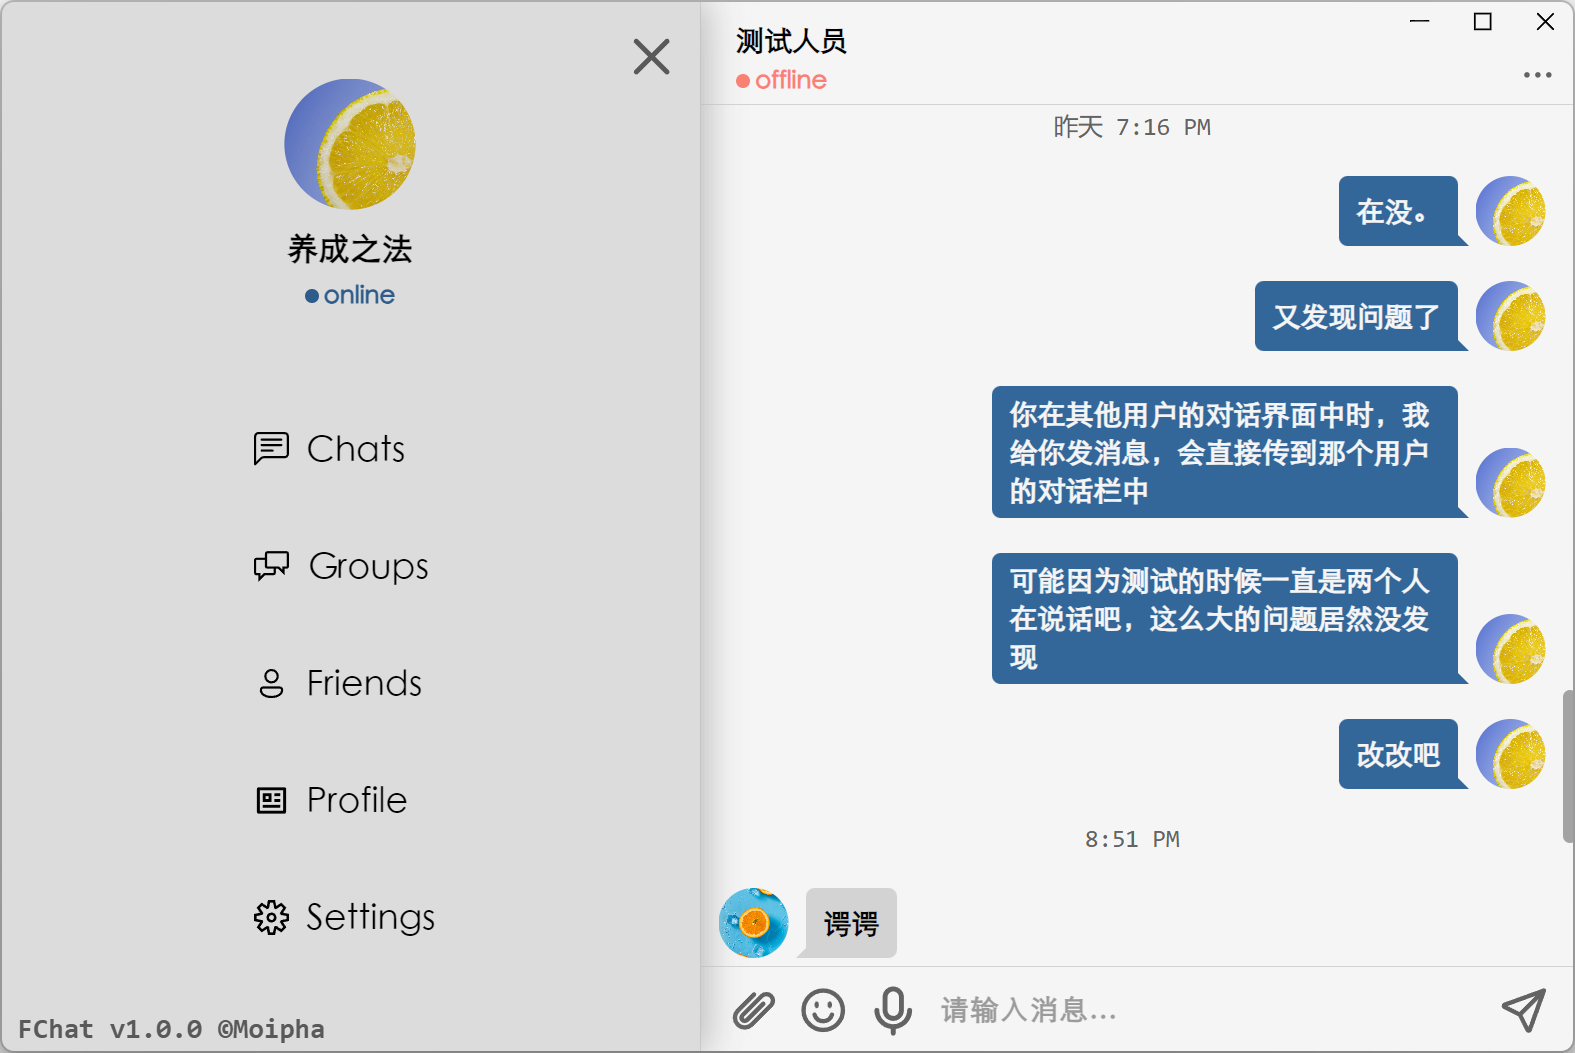 养成之法
online
Chats
Groups
Friends
Profile
Settings
FChat v1.0.0 ©Moipha
测试人员
offline
昨天 7:16 PM
在没。
又发现问题了
你在其他用户的对话界面中时，我
给你发消息，会直接传到那个用户
的对话栏中
可能因为测试的时候一直是两个人
在说话吧，这么大的问题居然没发
现
改改吧
8:51 PM
谔谔
请输入消息...